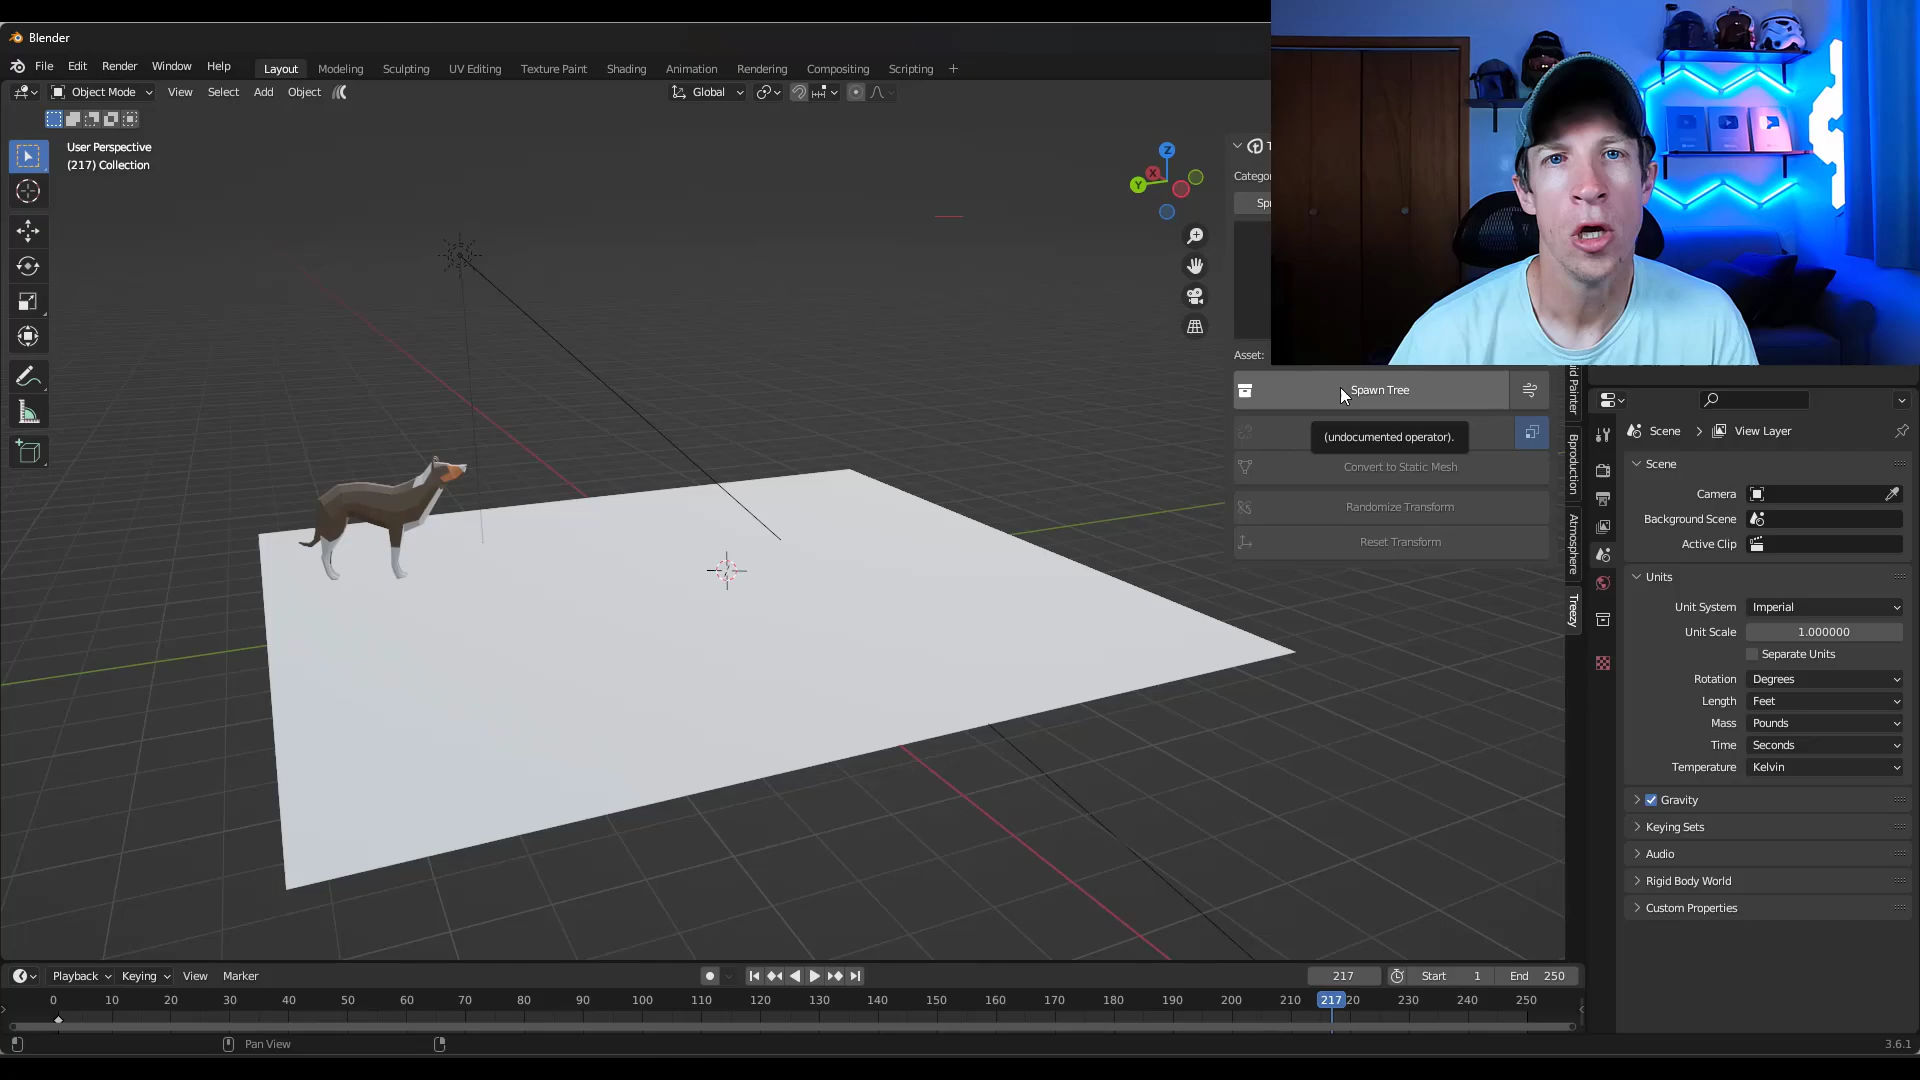 Blender
File Edit Render Window Help
Layout Modeling Sculpting UV Editing Texture Paint Shading Animation Rendering Compositing Scripting +
Object Mode View Select Add Object Global
User Perspective
(217) Collection
Z
X
Y
Asset:
Spawn Tree
(undocumented operator).
Convert to Static Mesh
Randomize Transform
Reset Transform
Bproduction
Atmosphere
Treezy
Scene > View Layer
Scene
Camera
Background Scene
Active Clip
Units
Unit System Imperial
Unit Scale 1.000000
Separate Units
Rotation Degrees
Length Feet
Mass Pounds
Time Seconds
Temperature Kelvin
Gravity
Keying Sets
Audio
Rigid Body World
Custom Properties
Playback Keying View Marker 217 Start 1 End 250
0 10 20 30 40 50 60 70 80 90 100 110 120 130 140 150 160 170 180 190 200 210 217 20 230 240 250
Pan View 3.6.1